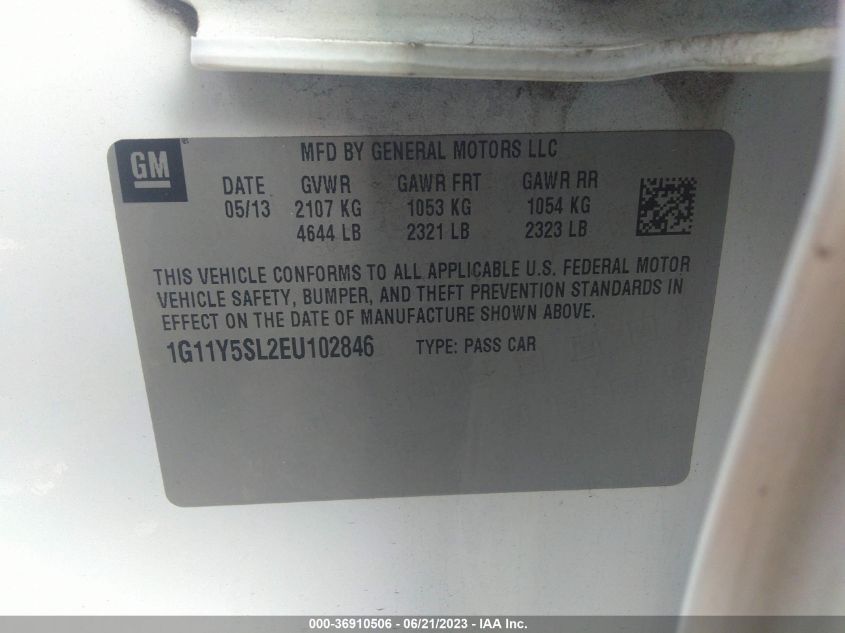 GM
MFD BY GENERAL MOTORS LLC
DATE GVWR GAWR FRT GAWR RR
05/13 2107 KG 1053 KG 1054 KG
4644 LB 2321 LB 2323 LB
THIS VEHICLE CONFORMS TO ALL APPLICABLE U.S. FEDERAL MOTOR
VEHICLE SAFETY, BUMPER, AND THEFT PREVENTION STANDARDS IN
EFFECT ON THE DATE OF MANUFACTURE SHOWN ABOVE.
1G11Y5SL2EU102846 TYPE: PASS CAR
000-36910506 - 06/21/2023 - IAA Inc.